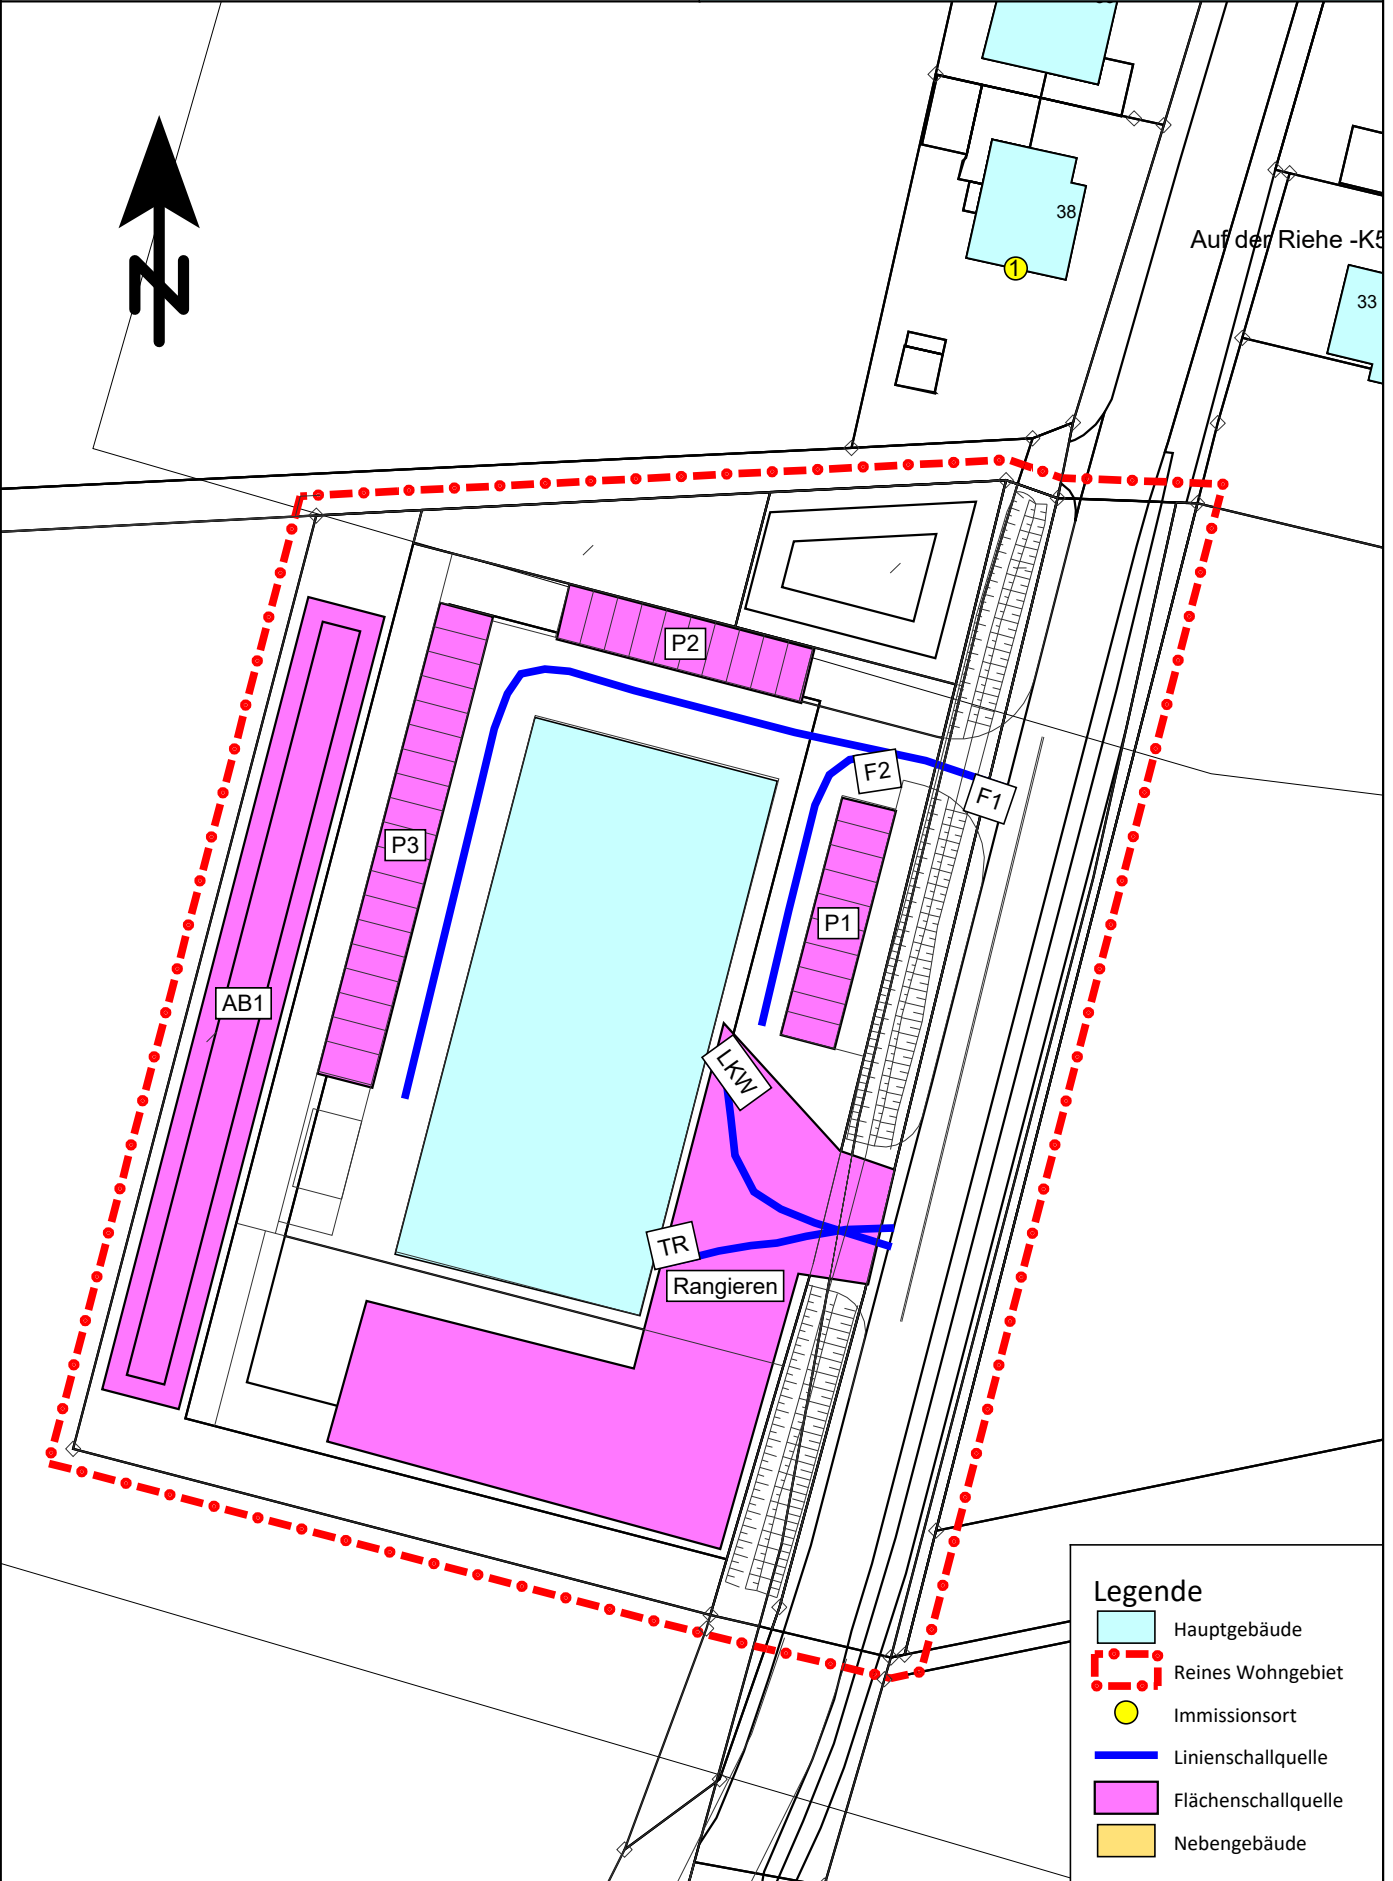 N
38
1
Auf der Riehe -K5
33
P2
F2
F1
P3
P1
AB1
LKW
TR
Rangieren
Legende
Hauptgebäude
Reines Wohngebiet
Immissionsort
Linienschallquelle
Flächenschallquelle
Nebengebäude